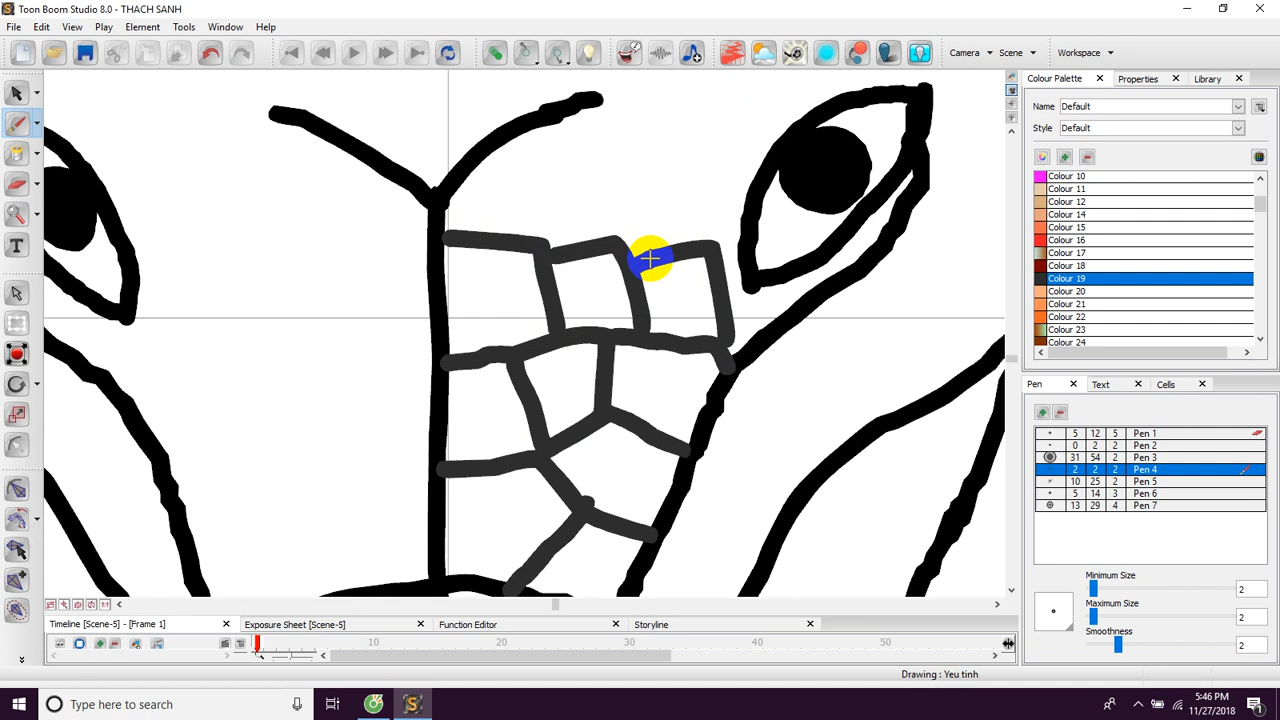 Toon Boom Studio 8.0 - THACH SANH
File Edit View Play Element Tools Window Help
Camera Scene Workspace
Colour Palette Properties Library
Name Default
Style Default
Colour 10
Colour 11
Colour 12
Colour 14
Colour 15
Colour 16
Colour 17
Colour 18
Colour 19
Colour 20
Colour 21
Colour 22
Colour 23
Colour 24
Pen Text Cells
5 12 5 Pen 1
0 2 2 Pen 2
31 54 2 Pen 3
2 2 2 Pen 4
10 25 2 Pen 5
5 14 3 Pen 6
13 29 4 Pen 7
Minimum Size
2
Maximum Size
2
Smoothness
2
Timeline [Scene-5] - [Frame 1] Exposure Sheet [Scene-5] Function Editor Storyline
10 20 30 40 50
Drawing : Yeu tinh
Type here to search
5:46 PM
11/27/2018